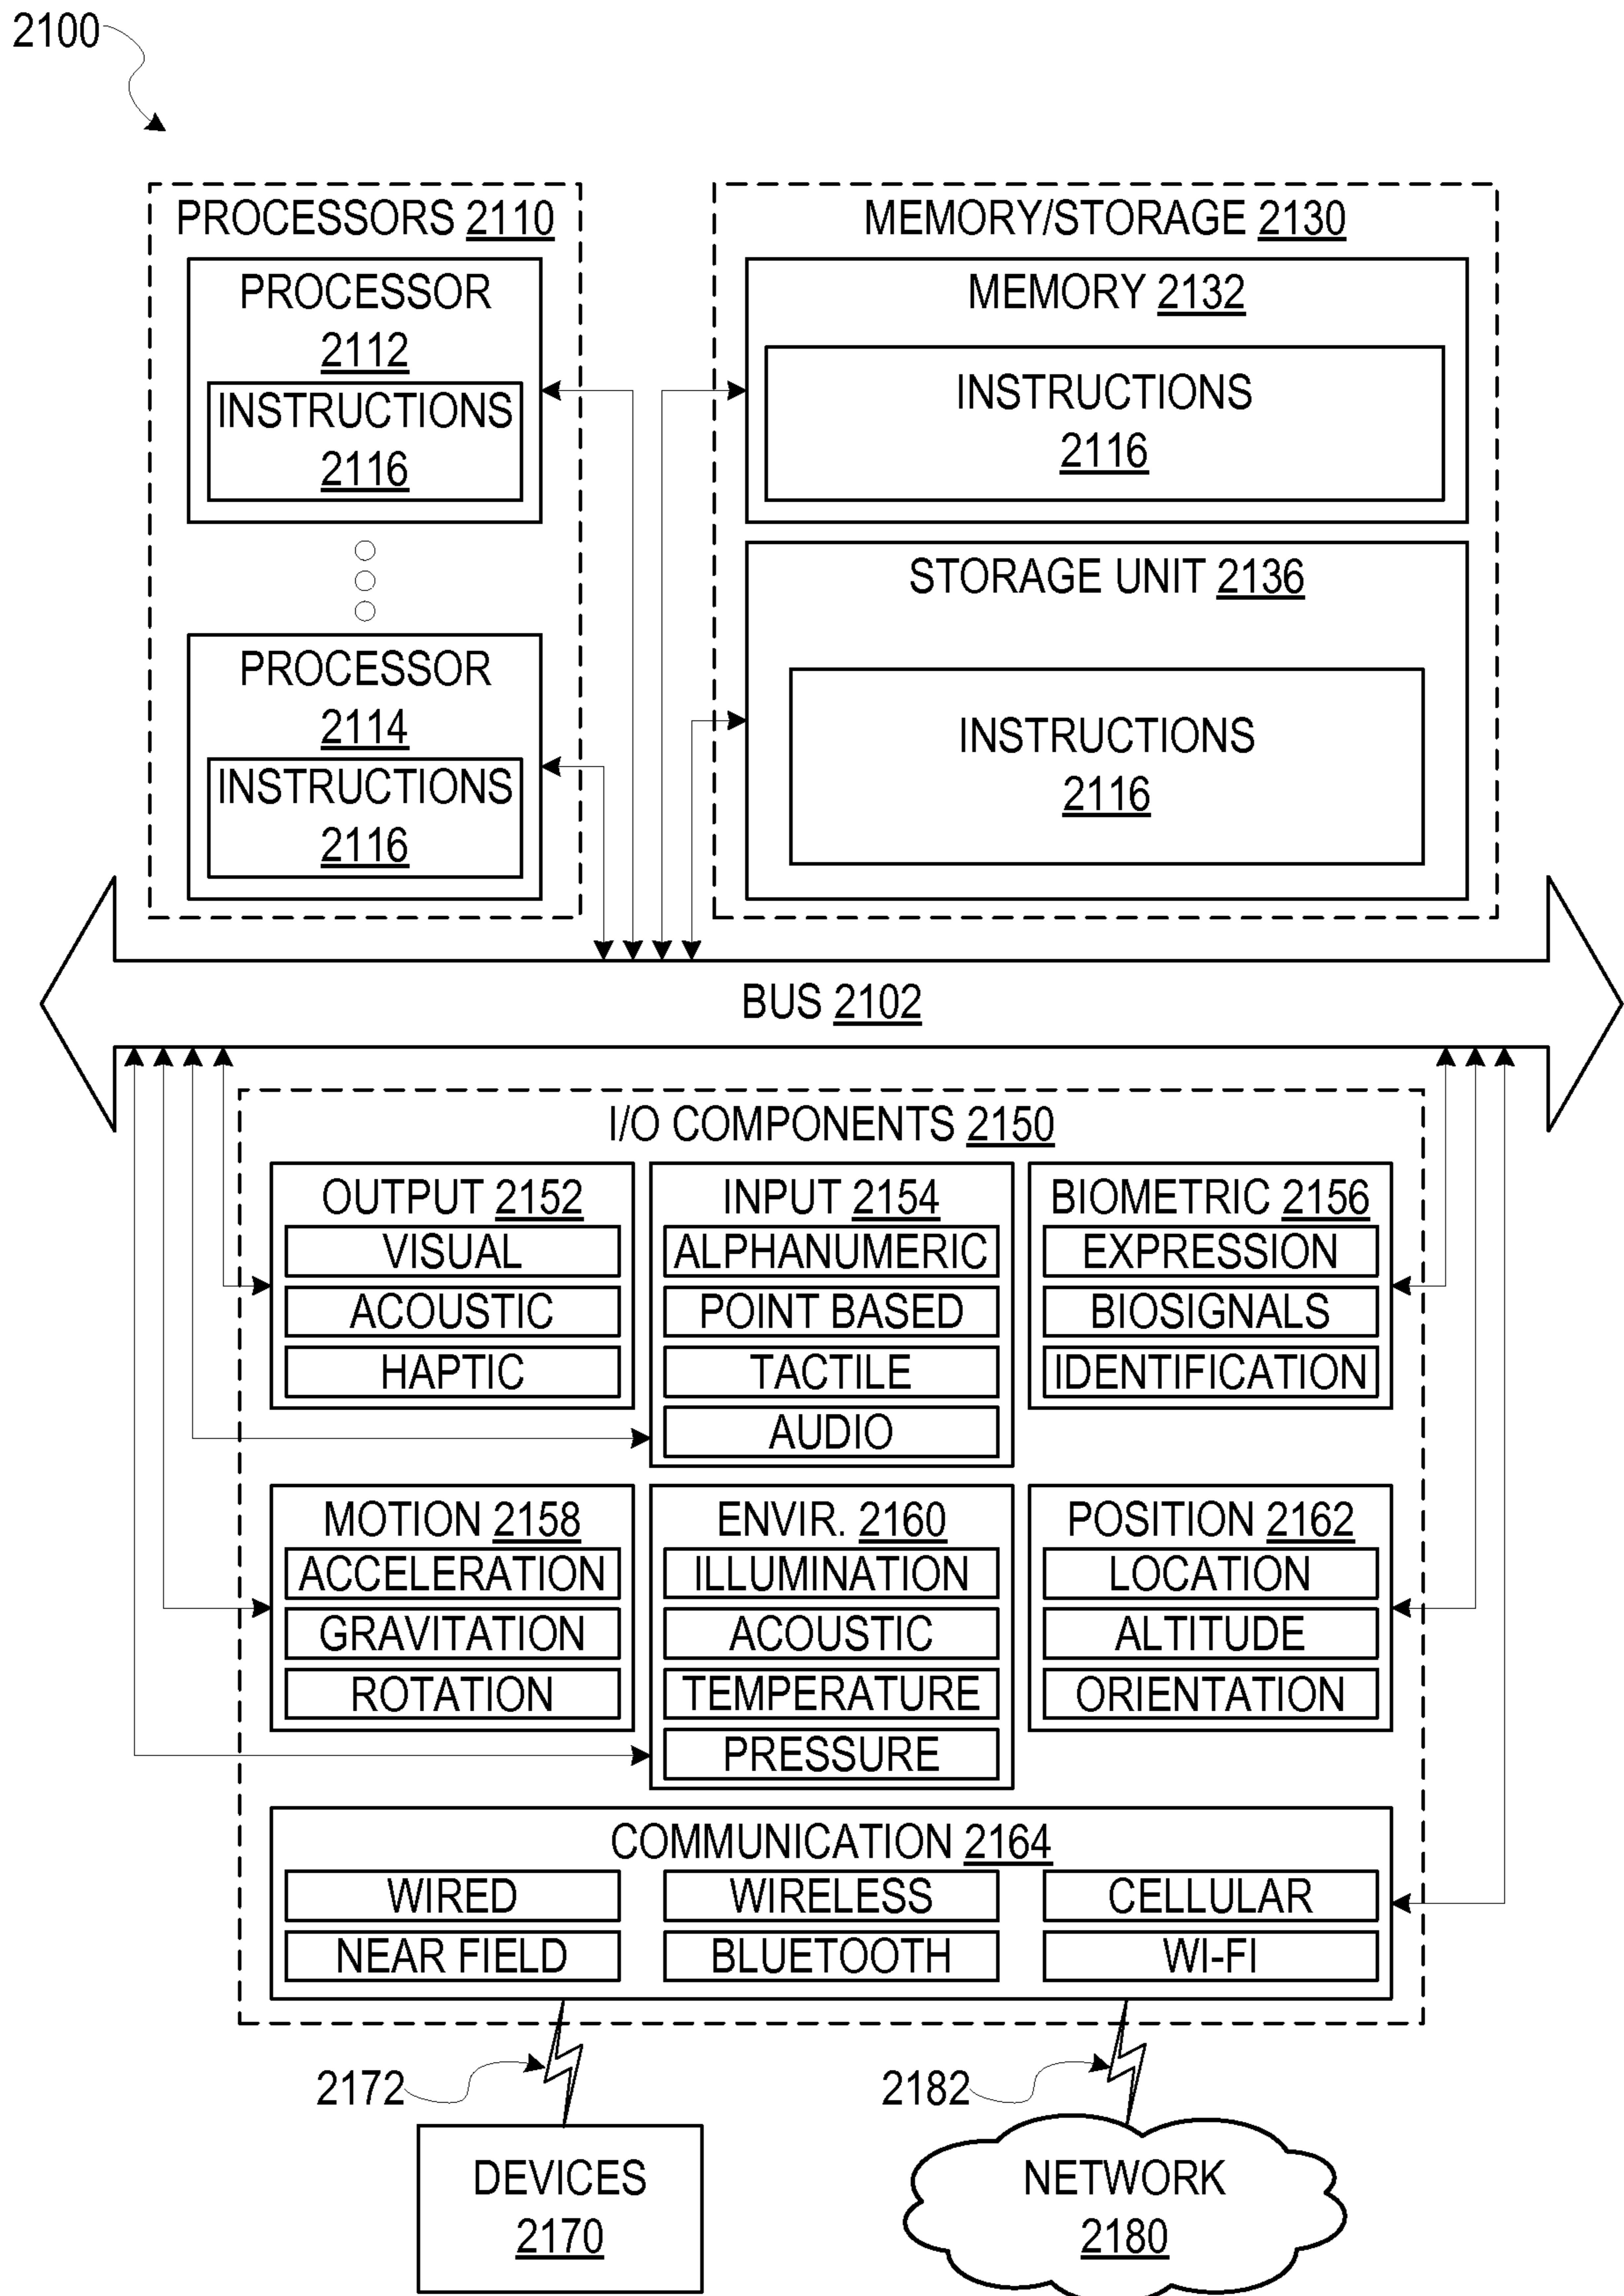 2100
PROCESSORS 2110
PROCESSOR
2112
INSTRUCTIONS
2116
PROCESSOR
2114
INSTRUCTIONS
2116
MEMORY/STORAGE 2130
MEMORY 2132
INSTRUCTIONS
2116
STORAGE UNIT 2136
INSTRUCTIONS
2116
BUS 2102
I/O COMPONENTS 2150
OUTPUT 2152
VISUAL
ACOUSTIC
HAPTIC
INPUT 2154
ALPHANUMERIC
POINT BASED
TACTILE
AUDIO
BIOMETRIC 2156
EXPRESSION
BIOSIGNALS
IDENTIFICATION
MOTION 2158
ACCELERATION
GRAVITATION
ROTATION
ENVIR. 2160
ILLUMINATION
ACOUSTIC
TEMPERATURE
PRESSURE
POSITION 2162
LOCATION
ALTITUDE
ORIENTATION
COMMUNICATION 2164
WIRED
WIRELESS
CELLULAR
NEAR FIELD
BLUETOOTH
WI-FI
2172
2182
DEVICES
2170
NETWORK
2180